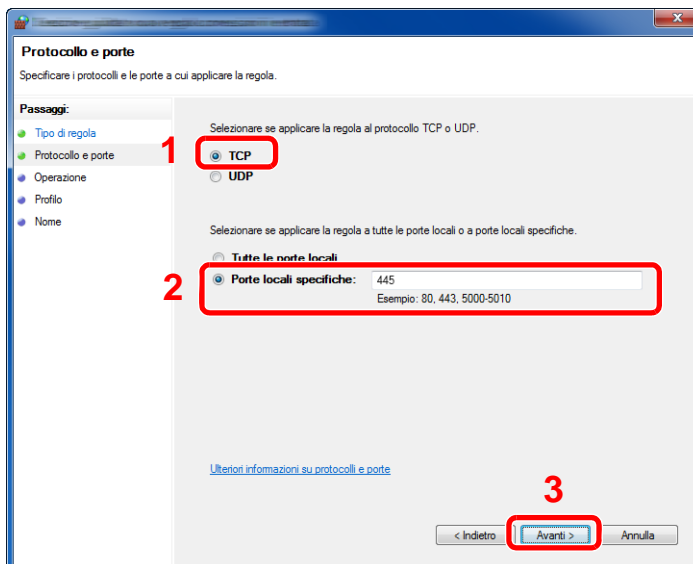 Protocollo e porte
Specificare i protocolli e le porte a cui applicare la regola.
Passaggi:
Tipo di regola
Protocollo e porte
Operazione
Profilo
Nome
Selezionare se applicare la regola al protocollo TCP o UDP.
1
TCP
UDP
Selezionare se applicare la regola a tutte le porte locali o a porte locali specifiche.
Tutte le porte locali
2
Porte locali specifiche: 445
Esempio: 80, 443, 5000-5010
Ulteriori informazioni su protocolli e porte
3
< Indietro Avanti > Annulla